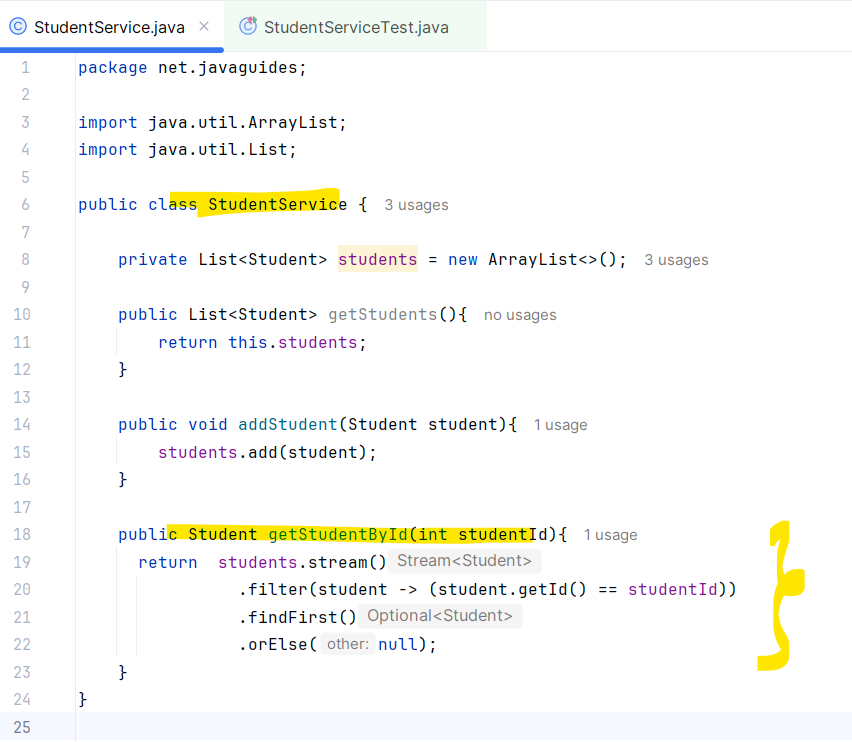 StudentService.java × StudentServiceTest.java
1 package net.javaguides;
2
3 import java.util.ArrayList;
4 import java.util.List;
5
6 public class StudentService { 3 usages
7
8 private List<Student> students = new ArrayList<>(); 3 usages
9
10 public List<Student> getStudents(){ no usages
11 return this.students;
12 }
13
14 public void addStudent(Student student){ 1 usage
15 students.add(student);
16 }
17
18 public Student getStudentById(int studentId){ 1 usage
19 return students.stream() Stream<Student>
20 .filter(student -> (student.getId() == studentId))
21 .findFirst() Optional<Student>
22 .orElse( other: null);
23 }
24 }
25